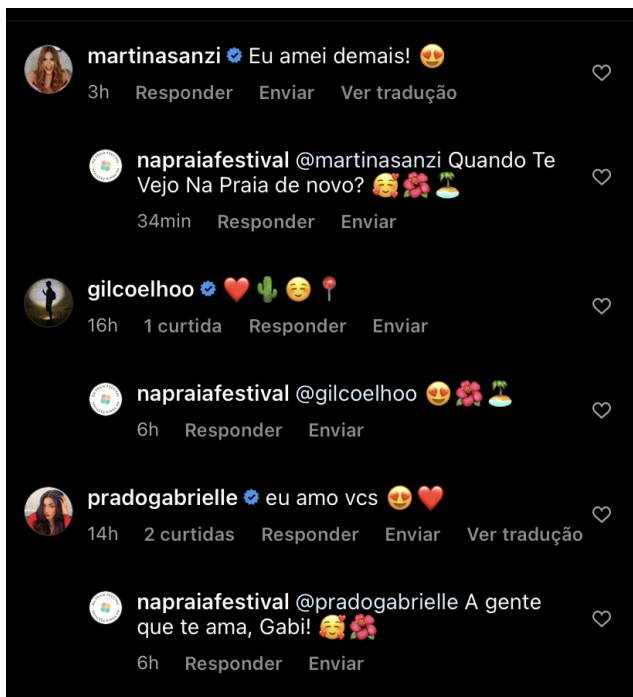 martinasanzi Eu amei demais! 😍
3h Responder Enviar Ver tradução
napraiafestival @martinasanzi Quando Te
Vejo Na Praia de novo? 🥰🌺🏝️
34min Responder Enviar
gilcoelhoo ❤️🌵☺️📍
16h 1 curtida Responder Enviar
napraiafestival @gilcoelhoo 😍🌺🏝️
6h Responder Enviar
pradogabrielle eu amo vcs 😍❤️
14h 2 curtidas Responder Enviar Ver tradução
napraiafestival @pradogabrielle A gente
que te ama, Gabi! 🥰🌺
6h Responder Enviar